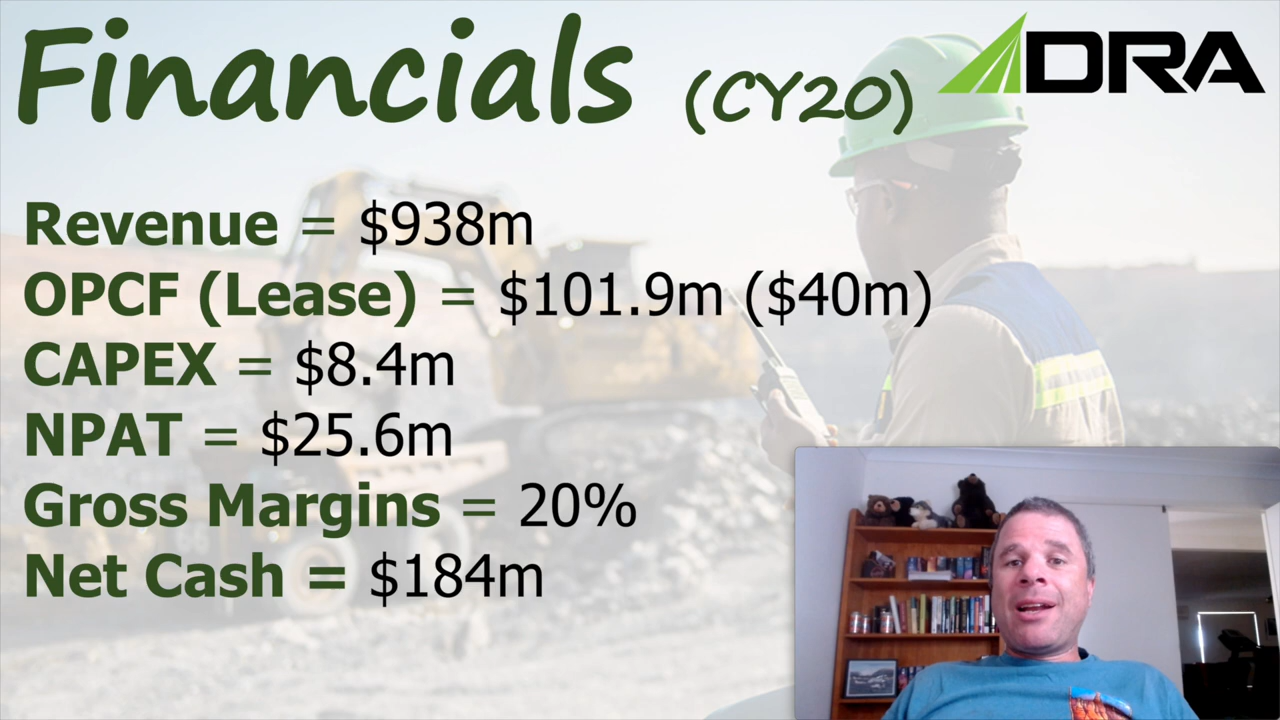 Financials (CY20)
DRA
Revenue = $938m
OPCF (Lease) = $101.9m ($40m)
CAPEX = $8.4m
NPAT = $25.6m
Gross Margins = 20%
Net Cash = $184m